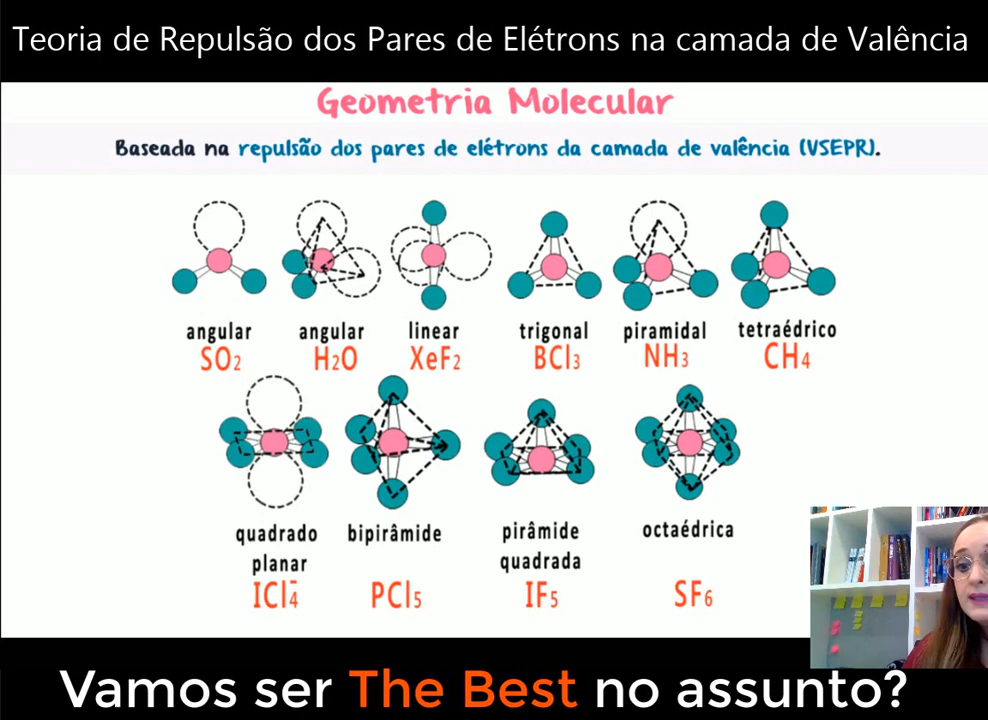 Teoria de Repulsão dos Pares de Elétrons na camada de Valência
Geometria Molecular
Baseada na repulsão dos pares de elétrons da camada de valência (VSEPR).
angular angular linear trigonal piramidal tetraédrico
SO₂ H₂O XeF₂ BCl₃ NH₃ CH₄
quadrado planar bipirâmide pirâmide quadrada octaédrica
ICl₄⁻ PCl₅ IF₅ SF₆
Vamos ser The Best no assunto?